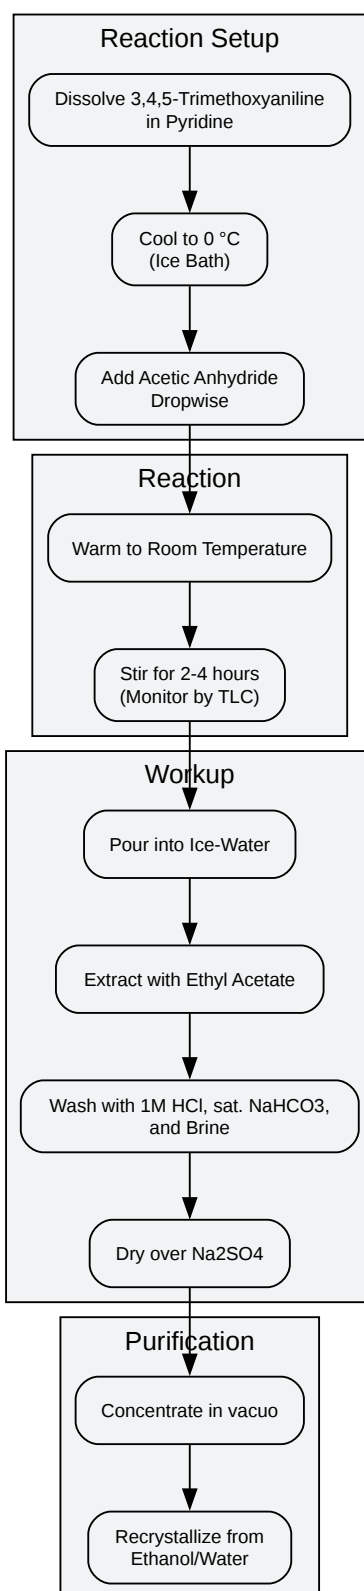 Reaction Setup
Dissolve 3,4,5-Trimethoxyaniline
in Pyridine
Cool to 0 °C
(Ice Bath)
Add Acetic Anhydride
Dropwise
Reaction
Warm to Room Temperature
Stir for 2-4 hours
(Monitor by TLC)
Workup
Pour into Ice-Water
Extract with Ethyl Acetate
Wash with 1M HCl, sat. NaHCO3,
and Brine
Dry over Na2SO4
Purification
Concentrate in vacuo
Recrystallize from
Ethanol/Water